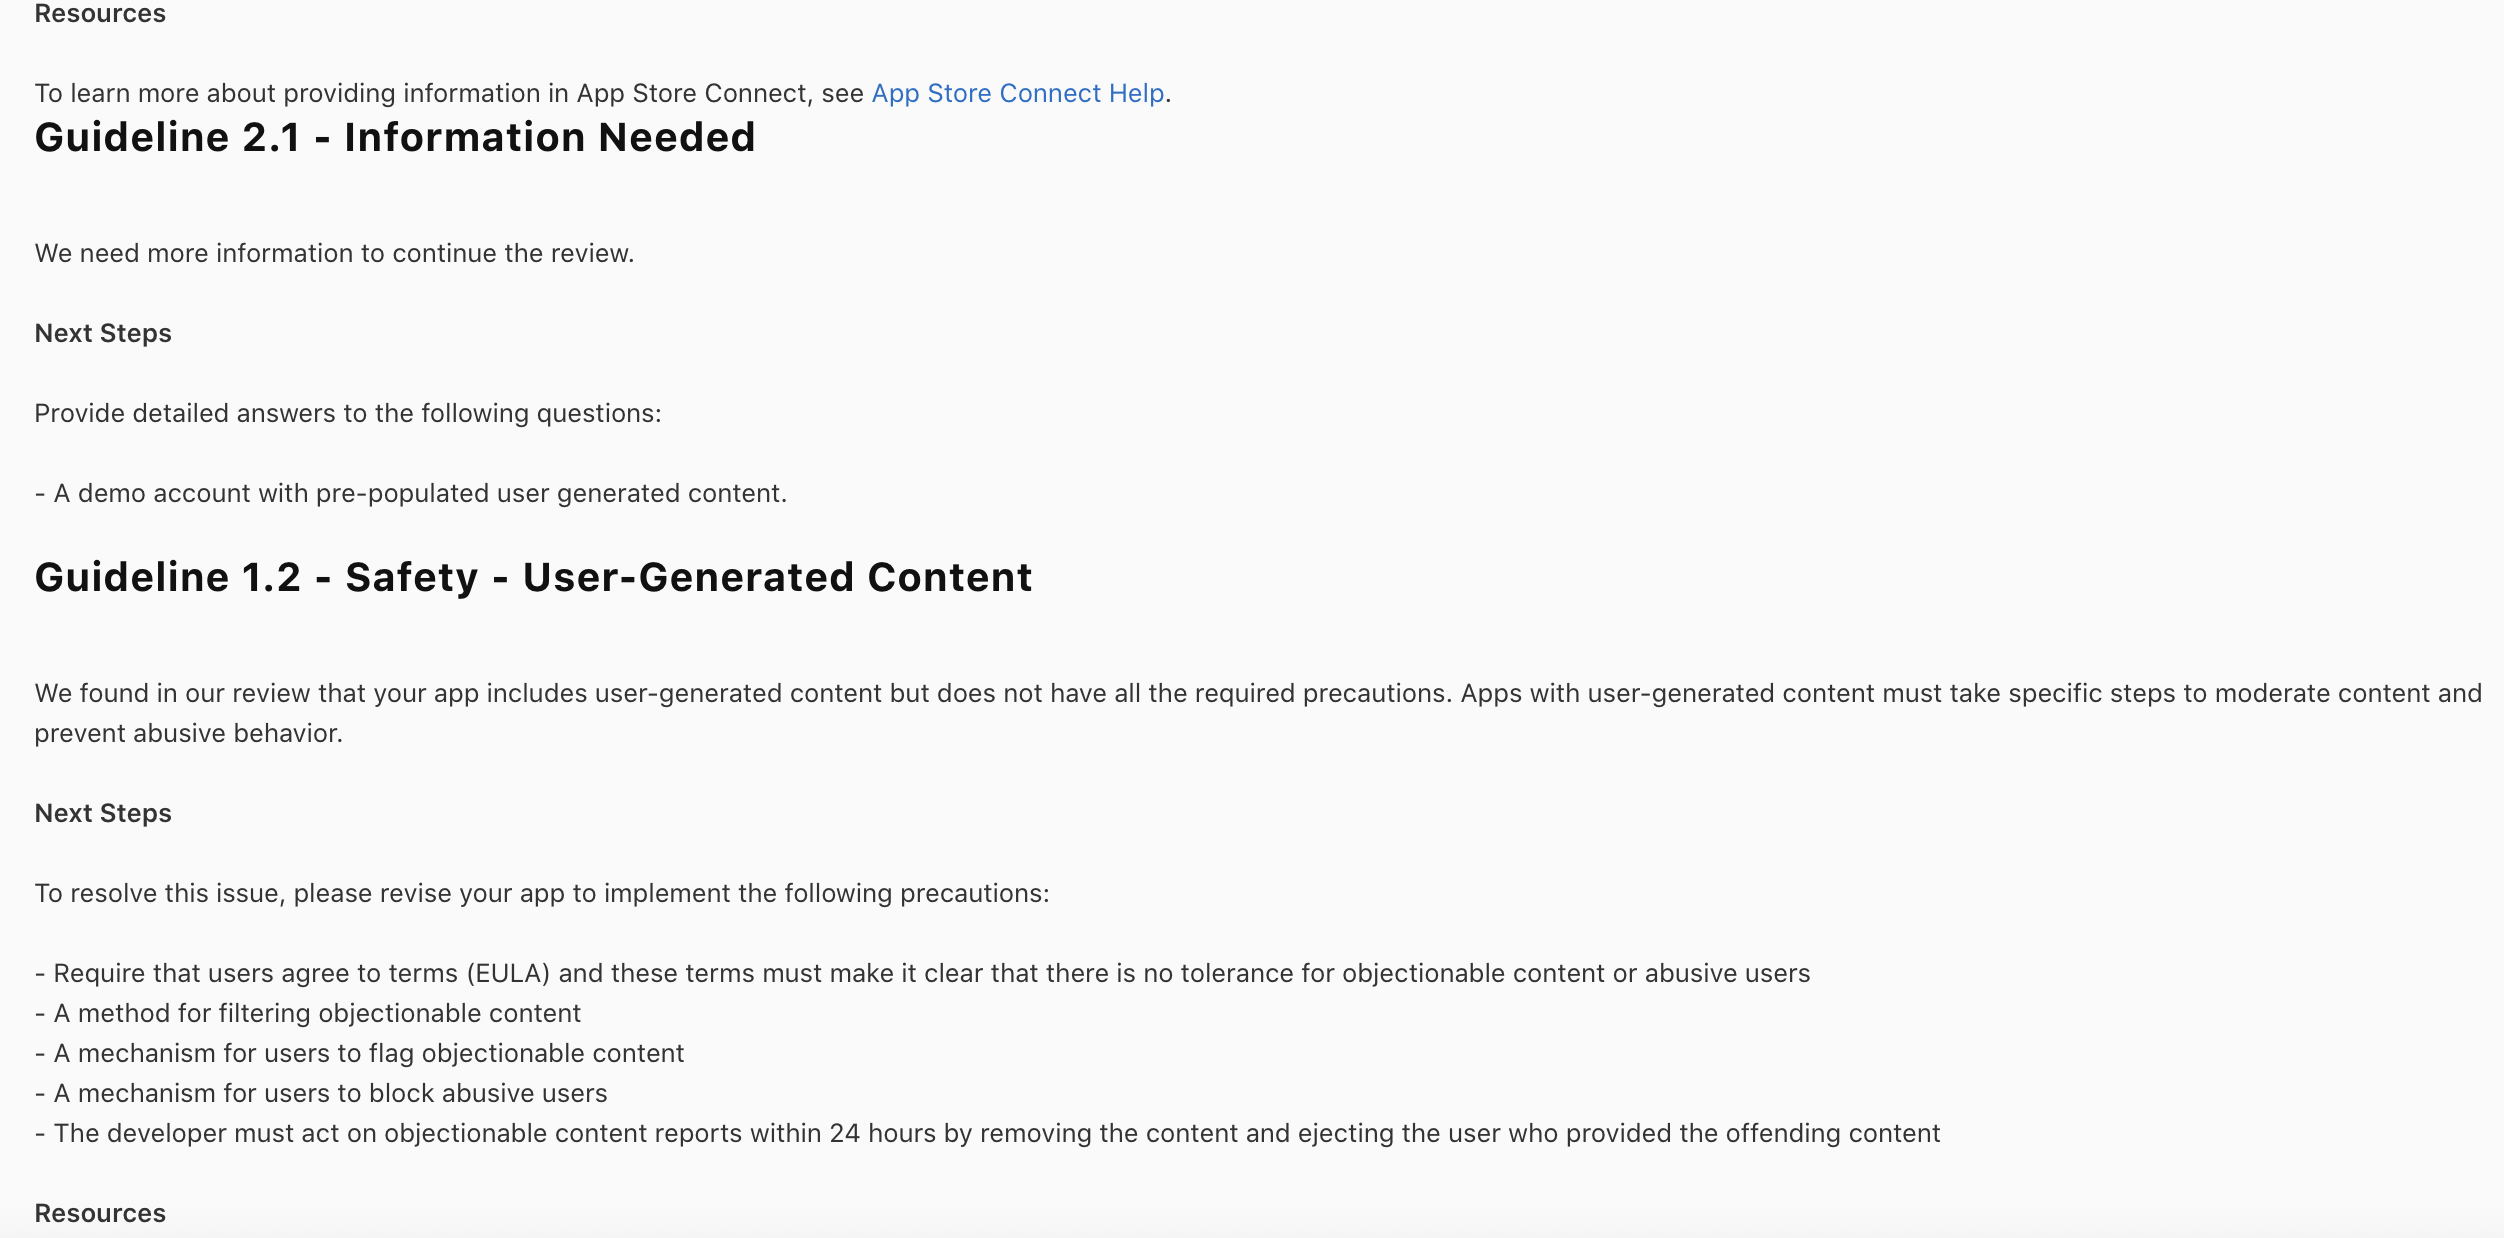 Resources
To learn more about providing information in App Store Connect, see App Store Connect Help.
Guideline 2.1 - Information Needed
We need more information to continue the review.
Next Steps
Provide detailed answers to the following questions:
- A demo account with pre-populated user generated content.
Guideline 1.2 - Safety - User-Generated Content
We found in our review that your app includes user-generated content but does not have all the required precautions. Apps with user-generated content must take specific steps to moderate content and
prevent abusive behavior.
Next Steps
To resolve this issue, please revise your app to implement the following precautions:
- Require that users agree to terms (EULA) and these terms must make it clear that there is no tolerance for objectionable content or abusive users
- A method for filtering objectionable content
- A mechanism for users to flag objectionable content
- A mechanism for users to block abusive users
- The developer must act on objectionable content reports within 24 hours by removing the content and ejecting the user who provided the offending content
Resources